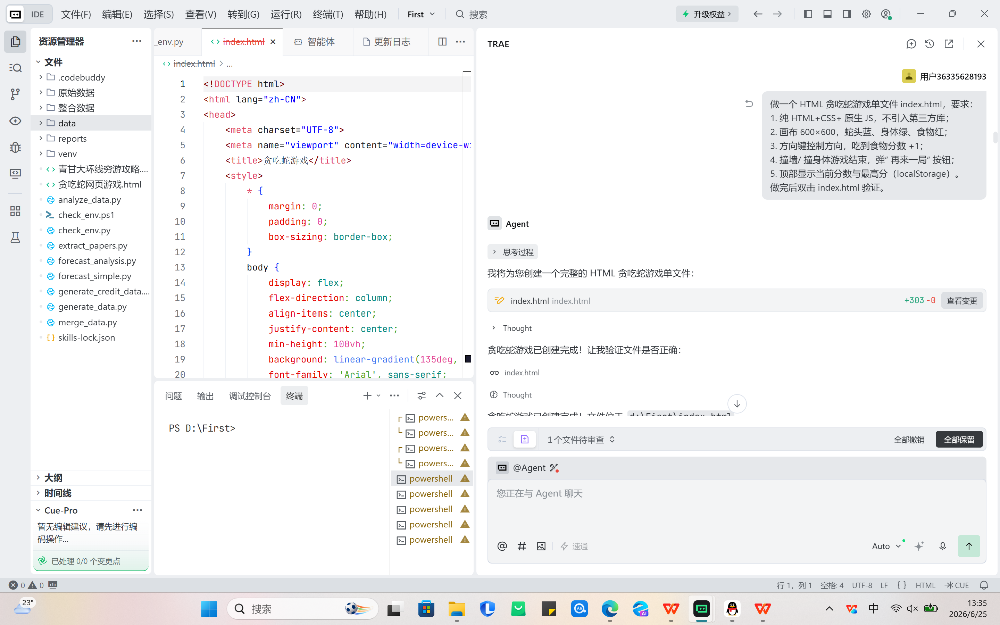 IDE 文件(F) 编辑(E) 选择(S) 查看(V) 转到(G) 运行(R) 终端(T) 帮助(H) First 搜索 升级权益
资源管理器
文件
.codebuddy
原始数据
整合数据
data
reports
venv
青甘大环线穷游攻略....
贪吃蛇网页游戏.html
analyze_data.py
check_env.ps1
check_env.py
extract_papers.py
forecast_analysis.py
forecast_simple.py
generate_credit_data....
generate_data.py
merge_data.py
skills-lock.json
大纲
时间线
Cue-Pro
暂无编辑建议，请先进行编
码操作...
已处理 0/0 个变更点
_env.py index.html 智能体 更新日志
index.html > ...
1 <!DOCTYPE html>
2 <html lang="zh-CN">
3 <head>
4 <meta charset="UTF-8">
5 <meta name="viewport" content="width=device-wi
6 <title>贪吃蛇游戏</title>
7 <style>
8 * {
9 margin: 0;
10 padding: 0;
11 box-sizing: border-box;
12 }
13 body {
14 display: flex;
15 flex-direction: column;
16 align-items: center;
17 justify-content: center;
18 min-height: 100vh;
19 background: linear-gradient(135deg,
20 font-family: 'Arial', sans-serif;
问题 输出 调试控制台 终端
PS D:\First>
powers...
powers...
powers...
powers...
powershell
powershell
powershell
powershell
powershell
TRAE
用户36335628193
做一个 HTML 贪吃蛇游戏单文件 index.html，要求：
1. 纯 HTML+CSS+ 原生 JS，不引入第三方库；
2. 画布 600×600，蛇头蓝、身体绿、食物红；
3. 方向键控制方向，吃到食物分数 +1；
4. 撞墙/ 撞身体游戏结束，弹" 再来一局" 按钮；
5. 顶部显示当前分数与最高分（localStorage）。
做完后双击 index.html 验证。
Agent
思考过程
我将为您创建一个完整的 HTML 贪吃蛇游戏单文件：
index.html index.html +303 -0 查看变更
Thought
贪吃蛇游戏已创建完成！让我验证文件是否正确：
index.html
Thought
贪吃蛇游戏已创建完成！文件位于 d:\First\index.html
1 个文件待审查 全部撤销 全部保留
@Agent
您正在与 Agent 聊天
速通 Auto
0 0 行 1，列 1 空格: 4 UTF-8 LF { } HTML CUE
23° 搜索 中 13:35
2026/6/25